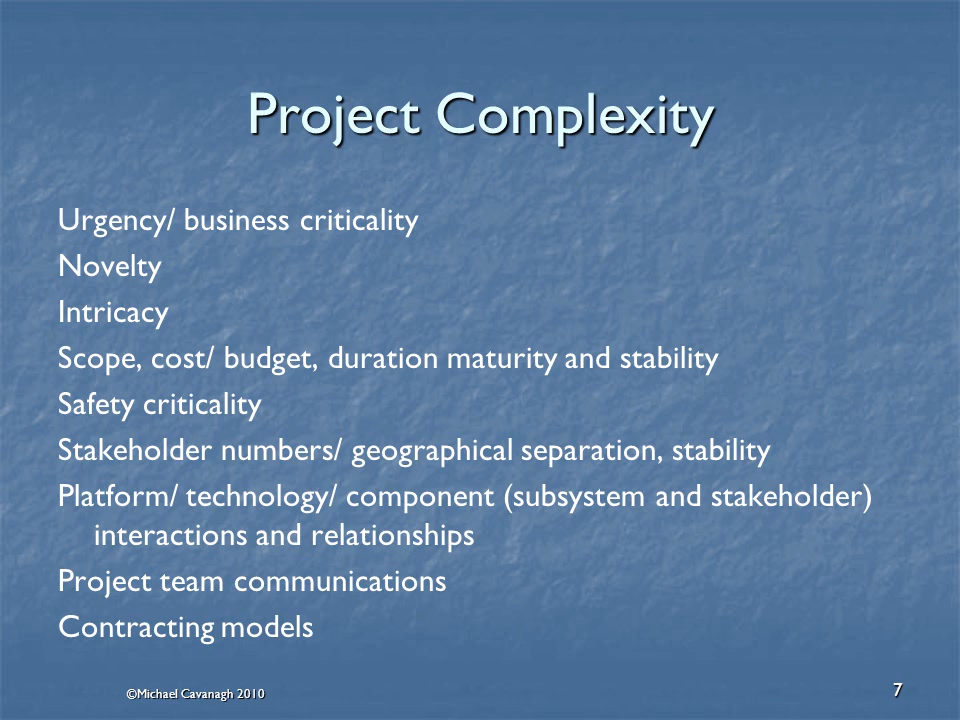 Project Complexity
Urgency/ business criticality
Novelty
Intricacy
Scope, cost/ budget, duration maturity and stability
Safety criticality
Stakeholder numbers/ geographical separation, stability
Platform/ technology/ component (subsystem and stakeholder)
interactions and relationships
Project team communications
Contracting models
©Michael Cavanagh 2010
7